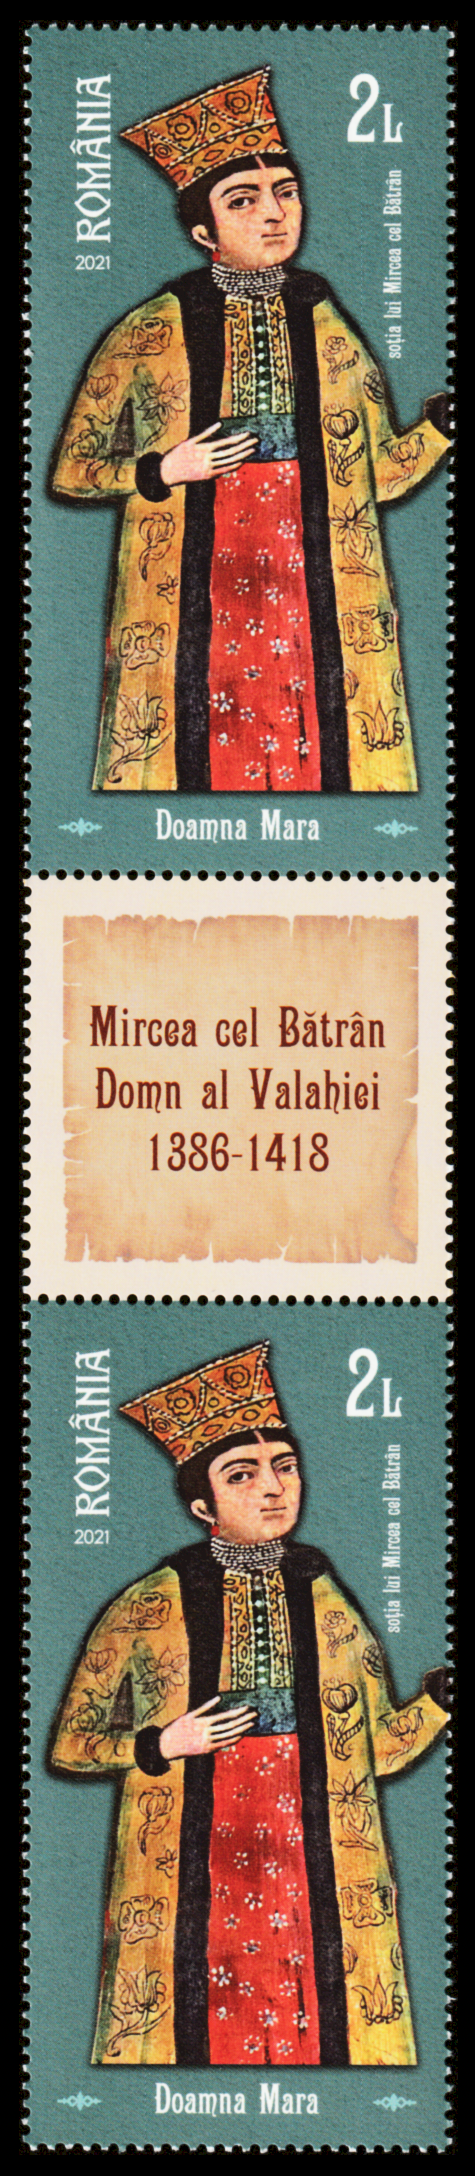 ROMÂNIA
2021
2L
soția lui Mircea cel Bătrân
Doamna Mara
Mircea cel Bătrân
Domn al Valahiei
1386-1418
ROMÂNIA
2021
2L
soția lui Mircea cel Bătrân
Doamna Mara